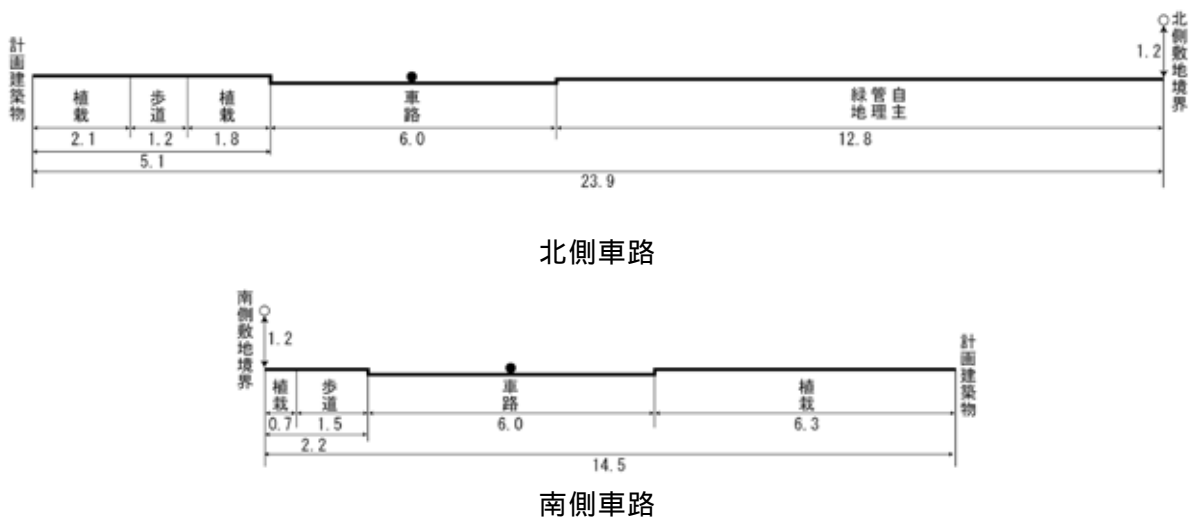 計画建築物
北側敷地境界
1.2
植栽
歩道
植栽
車路
自主管理緑地
2.1
1.2
1.8
6.0
12.8
5.1
23.9
北側車路
南側敷地境界
1.2
計画建築物
植栽
歩道
車路
植栽
0.7
1.5
6.0
6.3
2.2
14.5
南側車路